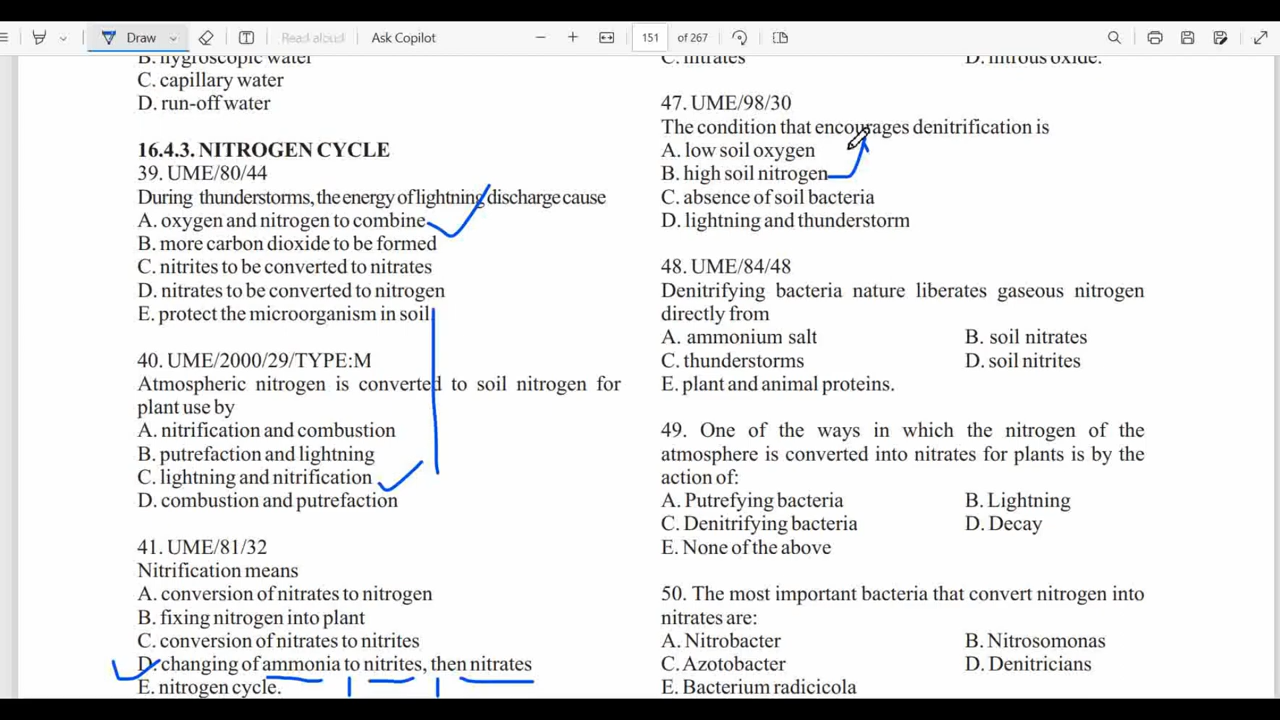 Draw
Read aloud
Ask Copilot
151
of 267
B. hygroscopic water
C. capillary water
D. run-off water
16.4.3. NITROGEN CYCLE
39. UME/80/44
During thunderstorms, the energy of lightning discharge cause
A. oxygen and nitrogen to combine
B. more carbon dioxide to be formed
C. nitrites to be converted to nitrates
D. nitrates to be converted to nitrogen
E. protect the microorganism in soil
40. UME/2000/29/TYPE:M
Atmospheric nitrogen is converted to soil nitrogen for
plant use by
A. nitrification and combustion
B. putrefaction and lightning
C. lightning and nitrification
D. combustion and putrefaction
41. UME/81/32
Nitrification means
A. conversion of nitrates to nitrogen
B. fixing nitrogen into plant
C. conversion of nitrates to nitrites
D. changing of ammonia to nitrites, then nitrates
E. nitrogen cycle.
C. nitrates D. nitrous oxide.
47. UME/98/30
The condition that encourages denitrification is
A. low soil oxygen
B. high soil nitrogen
C. absence of soil bacteria
D. lightning and thunderstorm
48. UME/84/48
Denitrifying bacteria nature liberates gaseous nitrogen
directly from
A. ammonium salt B. soil nitrates
C. thunderstorms D. soil nitrites
E. plant and animal proteins.
49. One of the ways in which the nitrogen of the
atmosphere is converted into nitrates for plants is by the
action of:
A. Putrefying bacteria B. Lightning
C. Denitrifying bacteria D. Decay
E. None of the above
50. The most important bacteria that convert nitrogen into
nitrates are:
A. Nitrobacter B. Nitrosomonas
C. Azotobacter D. Denitricians
E. Bacterium radicicola